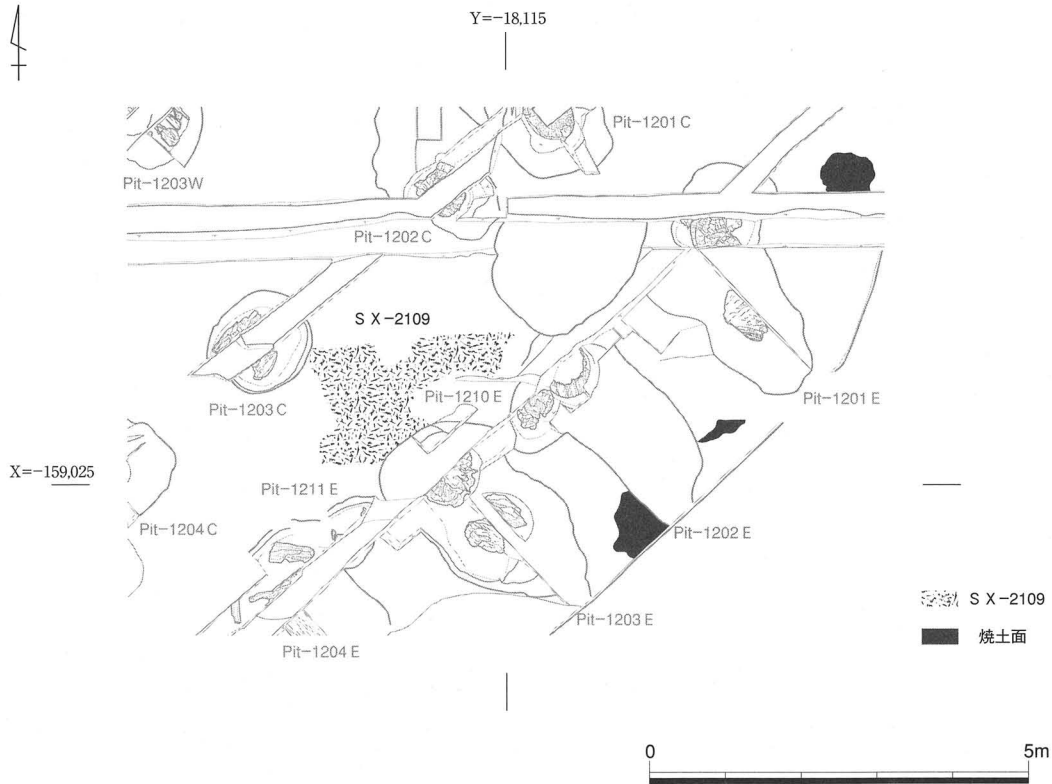 Y=−18,115
Pit−1201 C
Pit−1203W
Pit−1202 C
S X−2109
Pit−1210 E
Pit−1201 E
Pit−1203 C
X=−159,025
Pit−1211 E
Pit−1204 C
Pit−1202 E
S X−2109
Pit−1203 E
焼土面
Pit−1204 E
0
5m